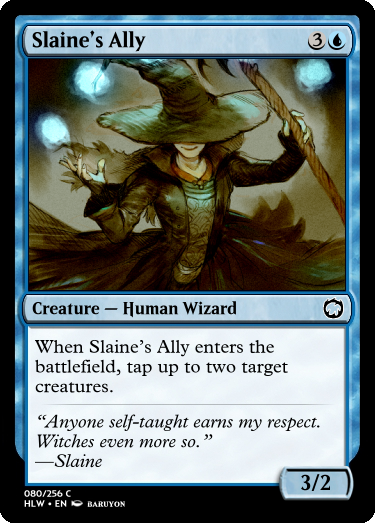 Slaine's Ally 3
Creature — Human Wizard
When Slaine's Ally enters the
battlefield, tap up to two target
creatures.
“Anyone self-taught earns my respect.
Witches even more so.”
—Slaine
3/2
080/256 C
HLW • EN BARUYON